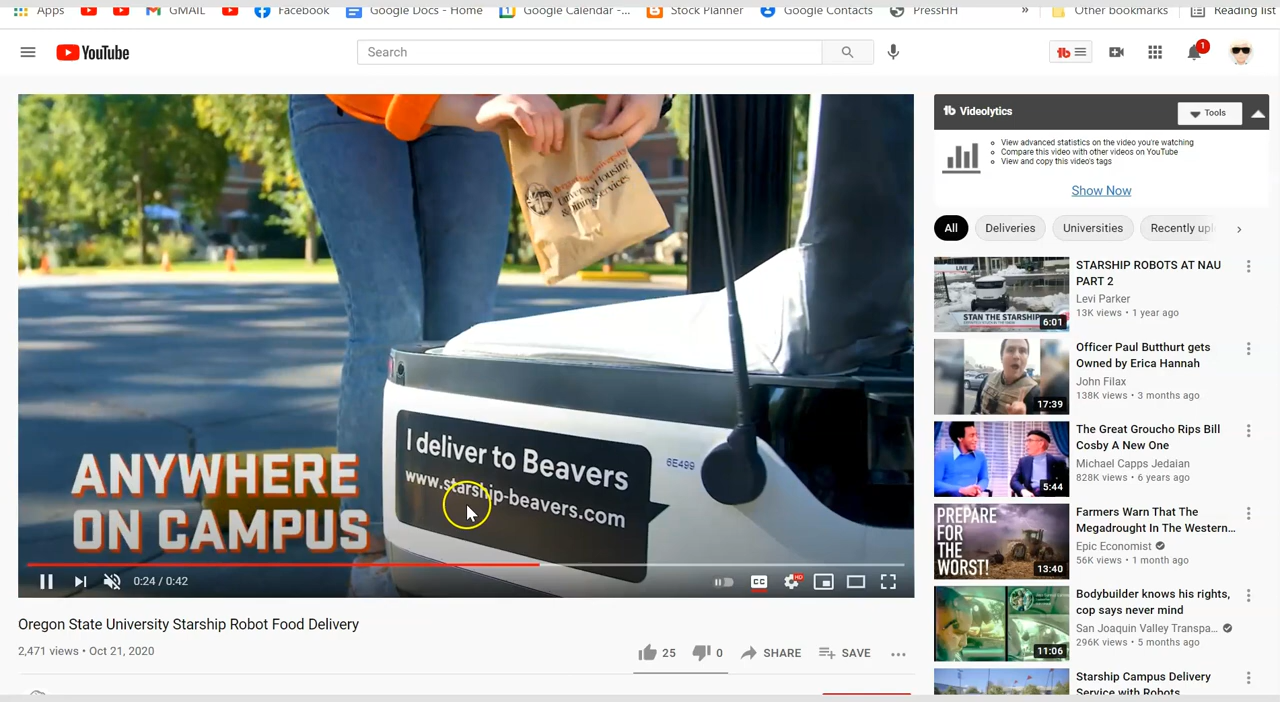 Apps
GMAIL
Facebook
Google Docs - Home
Google Calendar -...
Stock Planner
Google Contacts
PressHH
»
Other bookmarks
Reading list
YouTube
Search
tb
1
I deliver to Beavers
www.starship-beavers.com
6E499
University Housing
& Dining Services
ANYWHERE
ON CAMPUS
0:24 / 0:42
CC
HD
Oregon State University Starship Robot Food Delivery
2,471 views • Oct 21, 2020
25
0
SHARE
SAVE
tb Videolytics
Tools
View advanced statistics on the video you're watching
Compare this video with other videos on YouTube
View and copy this video's tags
Show Now
All
Deliveries
Universities
Recently upl
LIVE
STAN THE STARSHIP
6:01
STARSHIP ROBOTS AT NAU
PART 2
Levi Parker
13K views • 1 year ago
17:39
Officer Paul Butthurt gets
Owned by Erica Hannah
John Filax
138K views • 3 months ago
5:44
The Great Groucho Rips Bill
Cosby A New One
Michael Capps Jedaian
828K views • 6 years ago
PREPARE
FOR
THE
WORST!
13:40
Farmers Warn That The
Megadrought In The Western...
Epic Economist
56K views • 1 month ago
11:06
Bodybuilder knows his rights,
cop says never mind
San Joaquin Valley Transpa...
296K views • 5 months ago
Starship Campus Delivery
Service with Robots